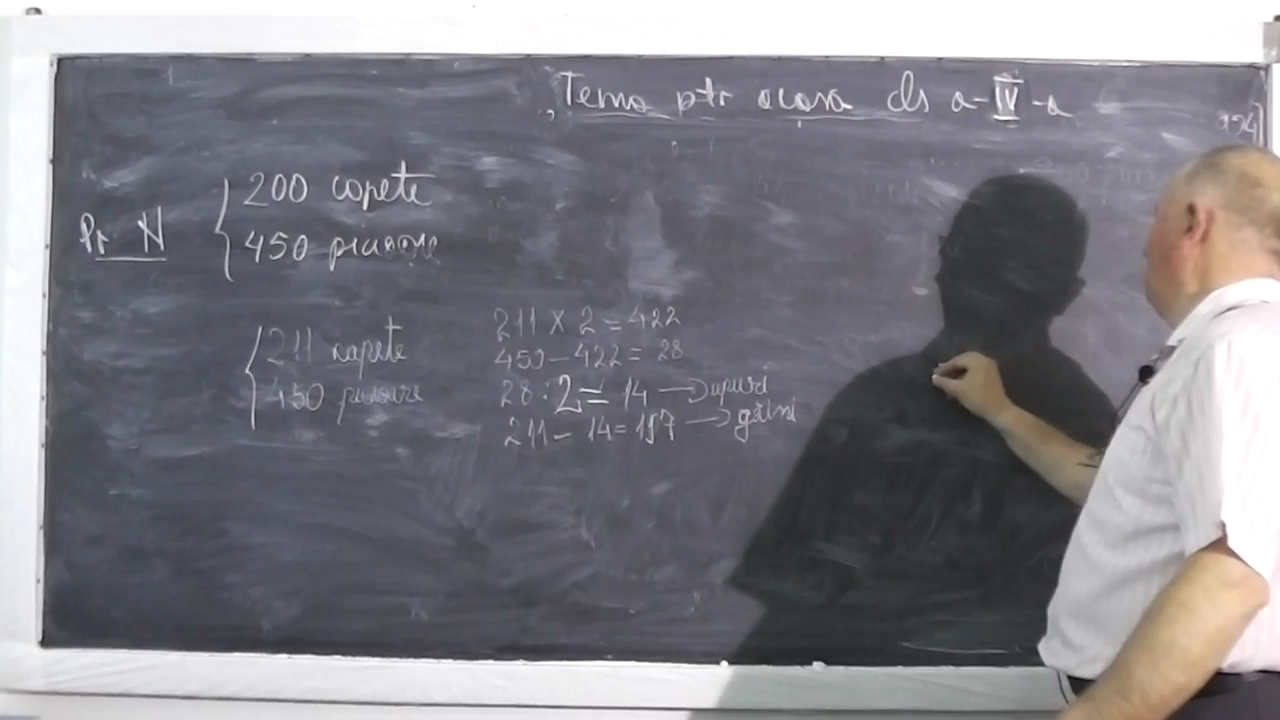 Tema ptr acasa cls a-IV-a
Pr N
200 capete
450 picioare
211 capete
450 picioare
211 x 2 = 422
450 - 422 = 28
28 : 2 = 14 → iepuri
211 - 14 = 197 → găini